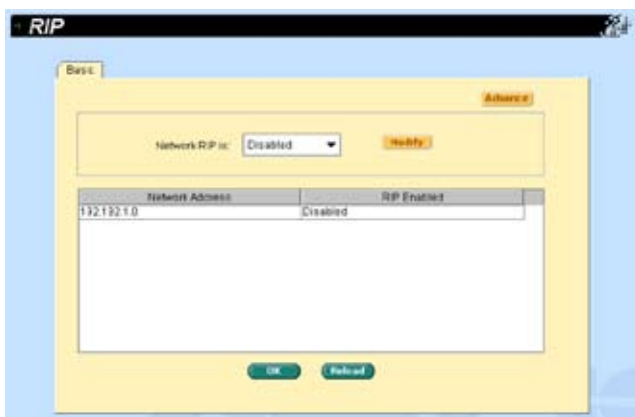 RIP
Basic
Advance
Network RIP is: Disabled Modify
Network Address RIP Enabled
132.132.1.0 Disabled
OK Reload